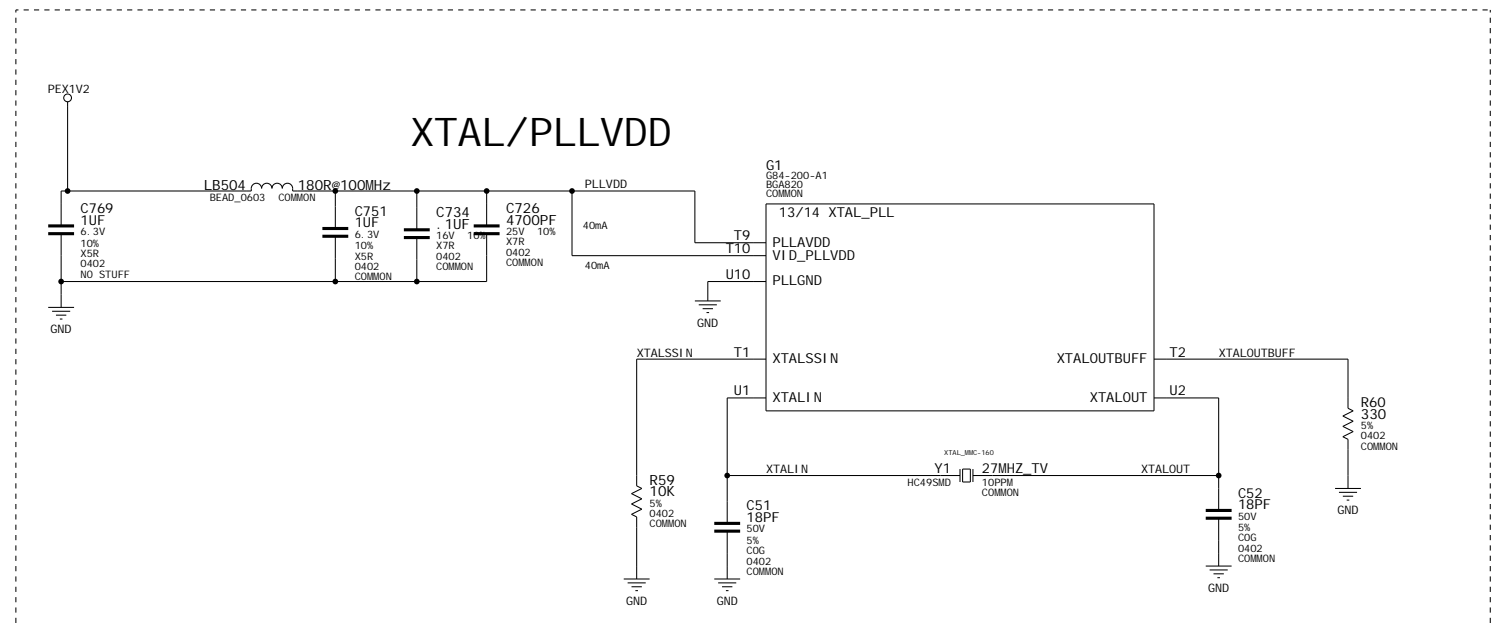 PEX1V2
XTAL/PLLVDD
LB504 180R@100MHz
BEAD_0603 COMMON
C769
1UF
6.3V
10%
X5R
0402
NO STUFF
GND
C751
1UF
6.3V
10%
X5R
0402
COMMON
C734
.1UF
16V 10%
X7R
0402
COMMON
C726
4700PF
25V 10%
X7R
0402
COMMON
PLLVDD
40mA
40mA
G1
G84-200-A1
BGA820
COMMON
13/14 XTAL_PLL
T9 PLLAVDD
T10 VID_PLLVDD
U10 PLLGND
GND
XTALSSIN T1 XTALSSIN
XTALOUTBUFF T2 XTALOUTBUFF
U1 XTALIN
XTALOUT U2
R60
330
5%
0402
COMMON
GND
XTAL_MMC-160
XTALIN
Y1 27MHZ_TV
HC49SMD 10PPM
COMMON
XTALOUT
R59
10K
5%
0402
COMMON
GND
C51
18PF
50V
5%
COG
0402
COMMON
GND
C52
18PF
50V
5%
COG
0402
COMMON
GND